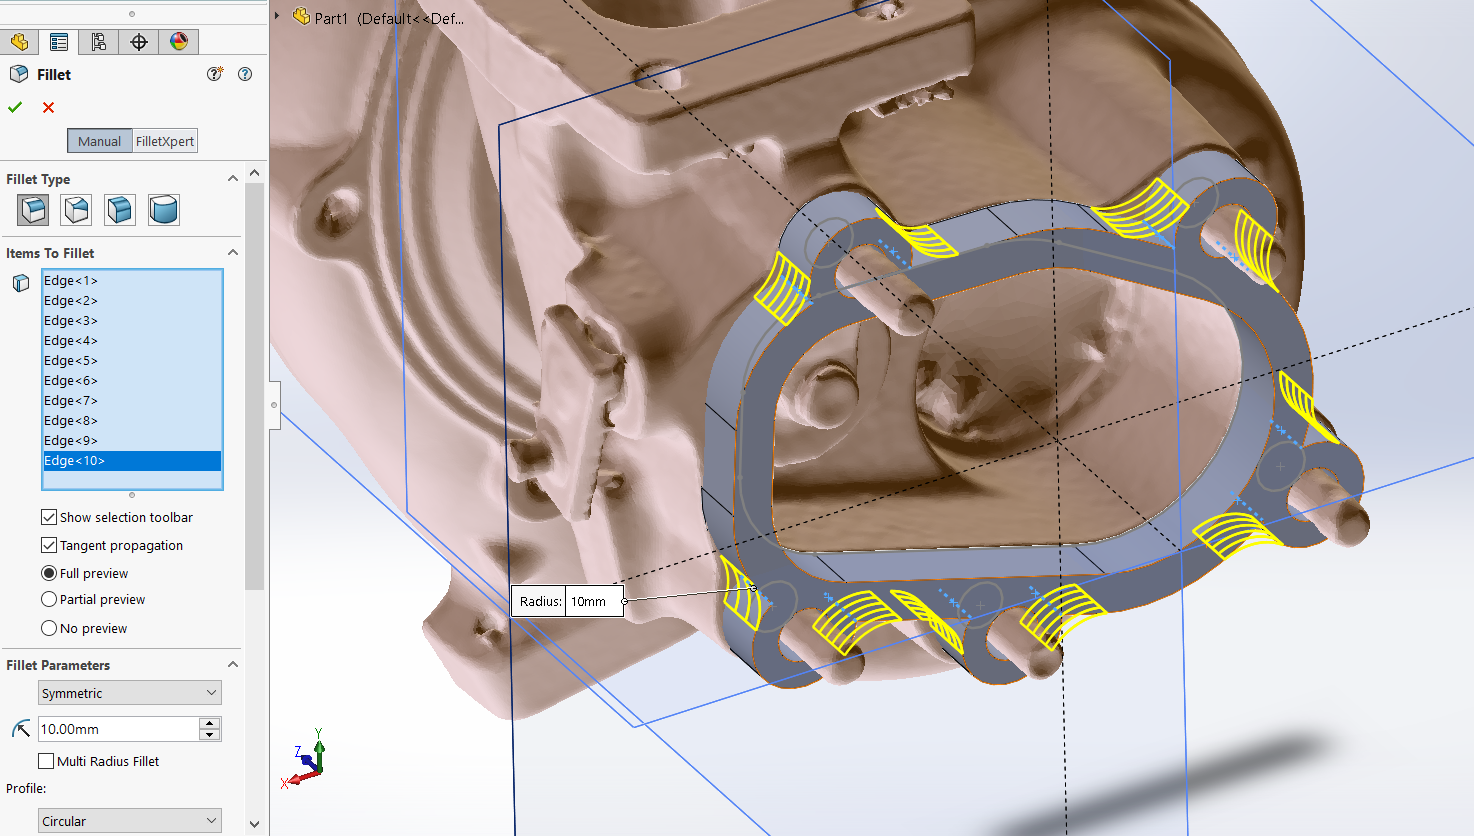 Part1 (Default<<Def...
Fillet
Manual
FilletXpert
Fillet Type
Items To Fillet
Edge<1>
Edge<2>
Edge<3>
Edge<4>
Edge<5>
Edge<6>
Edge<7>
Edge<8>
Edge<9>
Edge<10>
Show selection toolbar
Tangent propagation
Full preview
Partial preview
No preview
Radius: 10mm
Fillet Parameters
Symmetric
10.00mm
Multi Radius Fillet
Profile:
Circular
Y
Z
X